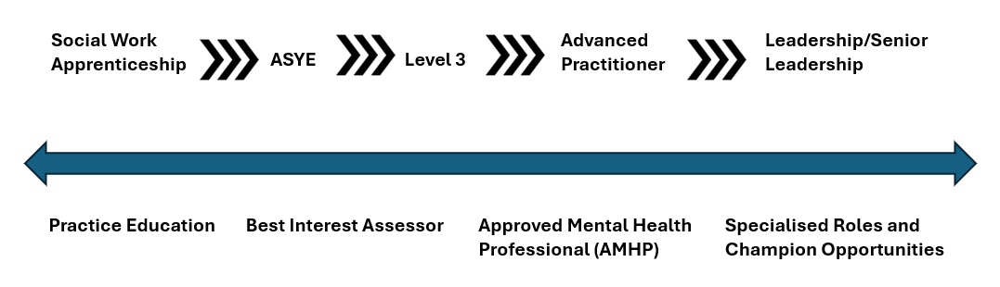 Social Work
Apprenticeship
ASYE
Level 3
Advanced
Practitioner
Leadership/Senior
Leadership
Practice Education
Best Interest Assessor
Approved Mental Health
Professional (AMHP)
Specialised Roles and
Champion Opportunities